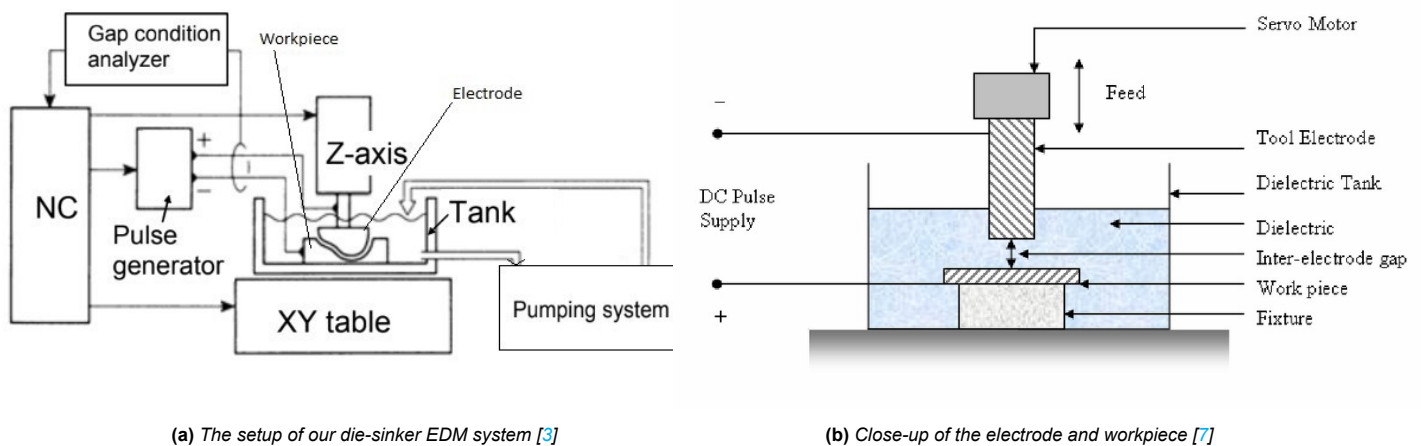 Gap condition
analyzer
Workpiece
Electrode
NC
+
−
Pulse
generator
Z-axis
Tank
XY table
Pumping system
(a) The setup of our die-sinker EDM system [3]
Servo Motor
Feed
−
Tool Electrode
Dielectric Tank
DC Pulse
Supply
Dielectric
Inter-electrode gap
Work piece
+
Fixture
(b) Close-up of the electrode and workpiece [7]